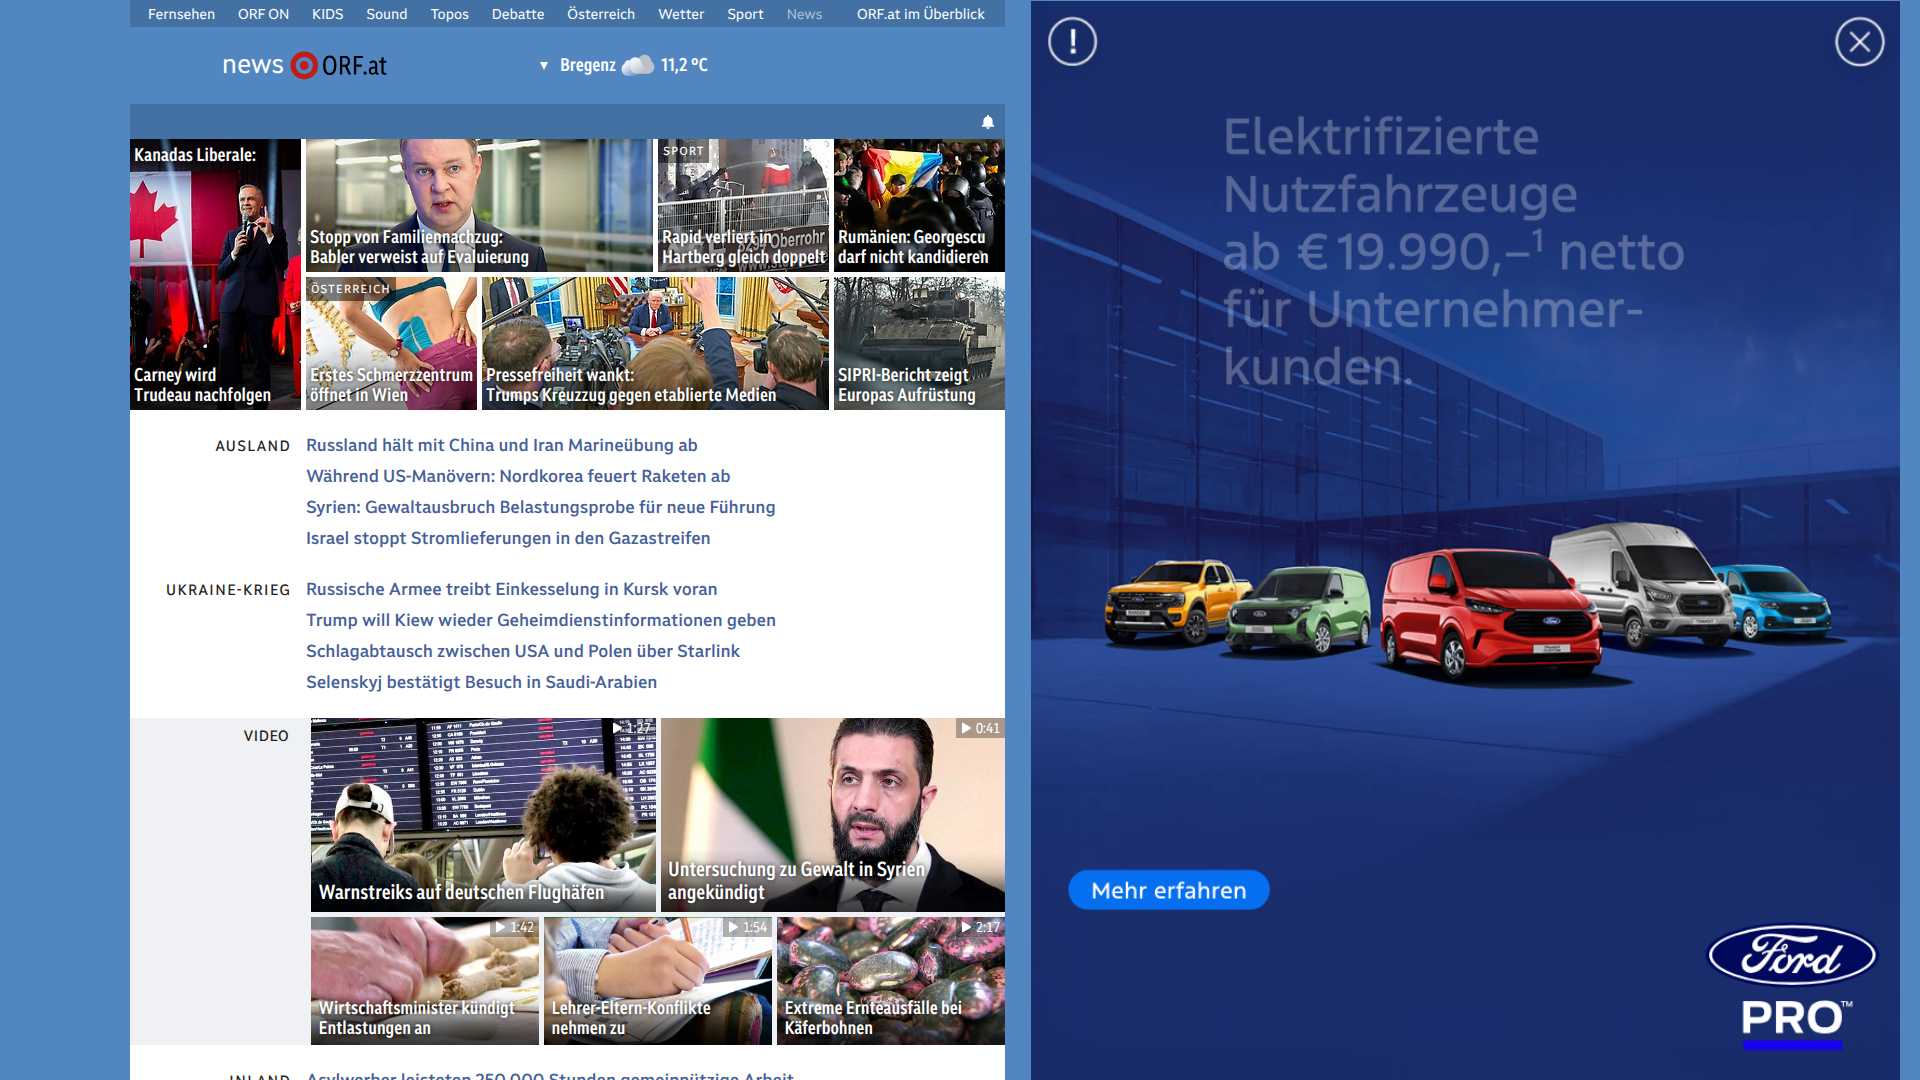 Fernsehen ORF ON KIDS Sound Topos Debatte Österreich Wetter Sport News ORF.at im Überblick
news ORF.at
▼ Bregenz 11,2 °C
Kanadas Liberale:
Carney wird
Trudeau nachfolgen
Stopp von Familiennachzug:
Babler verweist auf Evaluierung
SPORT
Rapid verliert in
Hartberg gleich doppelt
Rumänien: Georgescu
darf nicht kandidieren
ÖSTERREICH
Erstes Schmerzzentrum
öffnet in Wien
Pressefreiheit wankt:
Trumps Kreuzzug gegen etablierte Medien
SIPRI-Bericht zeigt
Europas Aufrüstung
AUSLAND
Russland hält mit China und Iran Marineübung ab
Während US-Manövern: Nordkorea feuert Raketen ab
Syrien: Gewaltausbruch Belastungsprobe für neue Führung
Israel stoppt Stromlieferungen in den Gazastreifen
UKRAINE-KRIEG
Russische Armee treibt Einkesselung in Kursk voran
Trump will Kiew wieder Geheimdienstinformationen geben
Schlagabtausch zwischen USA und Polen über Starlink
Selenskyj bestätigt Besuch in Saudi-Arabien
VIDEO
1:27
Warnstreiks auf deutschen Flughäfen
0:41
Untersuchung zu Gewalt in Syrien
angekündigt
1:42
Wirtschaftsminister kündigt
Entlastungen an
1:54
Lehrer-Eltern-Konflikte
nehmen zu
2:17
Extreme Ernteausfälle bei
Käferbohnen
INLAND
Asylwerber leisteten 250.000 Stunden gemeinnützige Arbeit
Elektrifizierte
Nutzfahrzeuge
ab € 19.990,–¹ netto
für Unternehmer-
kunden.
Mehr erfahren
Ford
PRO™